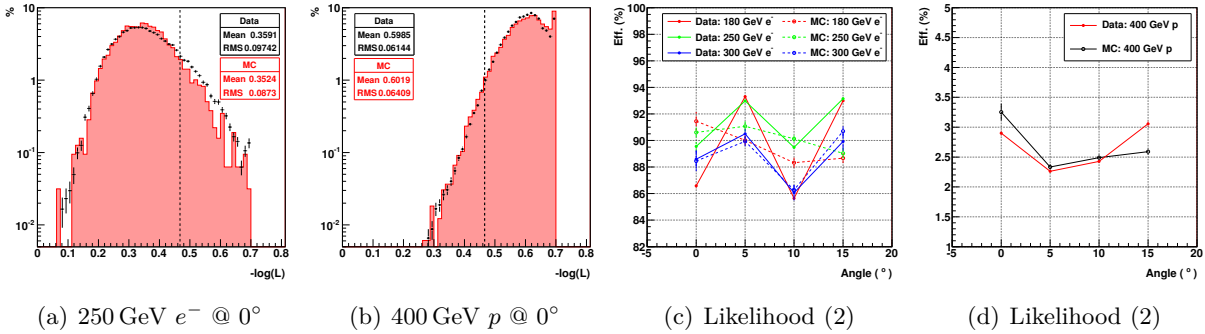 %
Data
Mean 0.3591
RMS 0.09742
MC
Mean 0.3524
RMS 0.0873
10
1
10⁻¹
10⁻²
0 0.1 0.2 0.3 0.4 0.5 0.6 0.7 0.8
-log(L)
(a) 250 GeV e⁻ @ 0°
%
Data
Mean 0.5985
RMS 0.06144
MC
Mean 0.6019
RMS 0.06409
10
1
10⁻¹
10⁻²
0 0.1 0.2 0.3 0.4 0.5 0.6 0.7 0.8
-log(L)
(b) 400 GeV p @ 0°
Eff. (%)
Data: 180 GeV e⁻ MC: 180 GeV e⁻
Data: 250 GeV e⁻ MC: 250 GeV e⁻
Data: 300 GeV e⁻ MC: 300 GeV e⁻
100
98
96
94
92
90
88
86
84
82
-5 0 5 10 15 20
Angle (°)
(c) Likelihood (2)
Eff. (%)
Data: 400 GeV p
MC: 400 GeV p
5
4.5
4
3.5
3
2.5
2
1.5
1
-5 0 5 10 15 20
Angle (°)
(d) Likelihood (2)